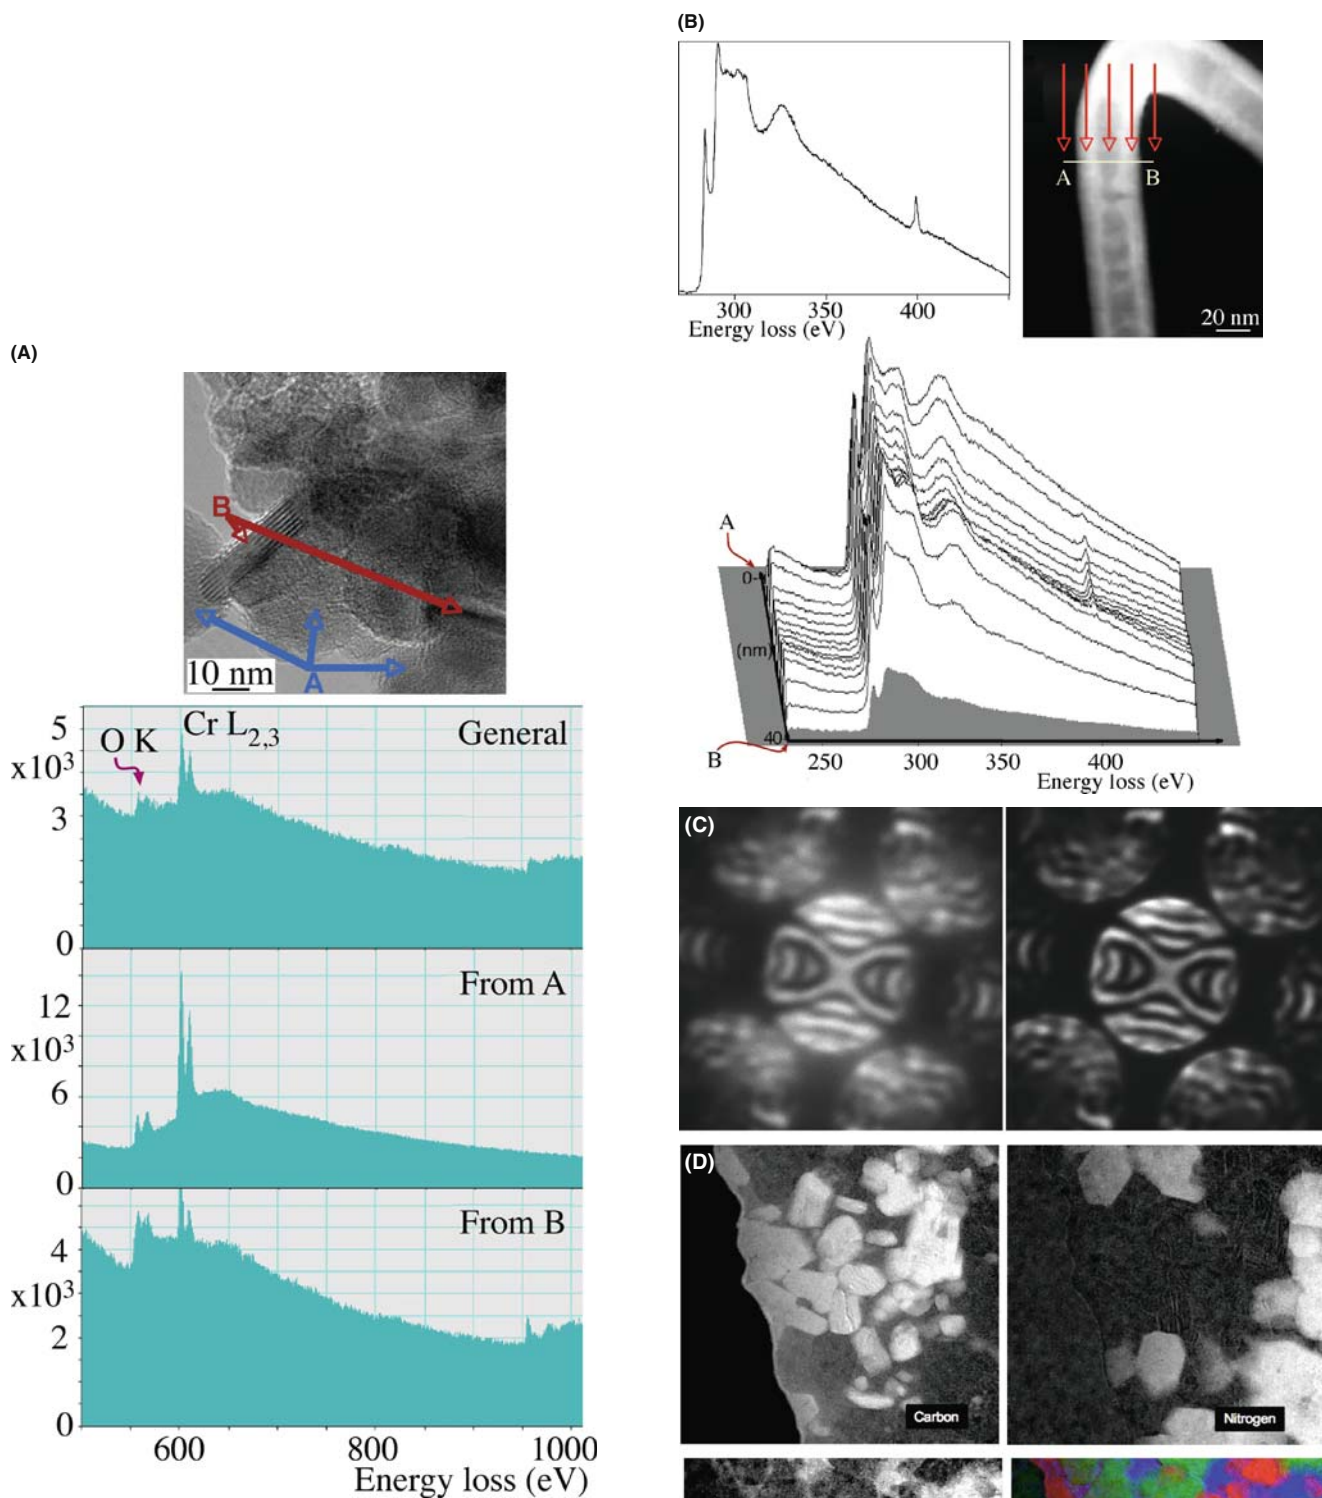 (A)
B
A
10 nm
5
x10³
3
0
O K
Cr L2,3
General
12
x10³
6
0
From A
4
x10³
2
0
From B
600
800
1000
Energy loss (eV)
(B)
300
350
400
Energy loss (eV)
A
B
20 nm
A
0
(nm)
40
B
250
300
350
400
Energy loss (eV)
(C)
(D)
Carbon
Nitrogen